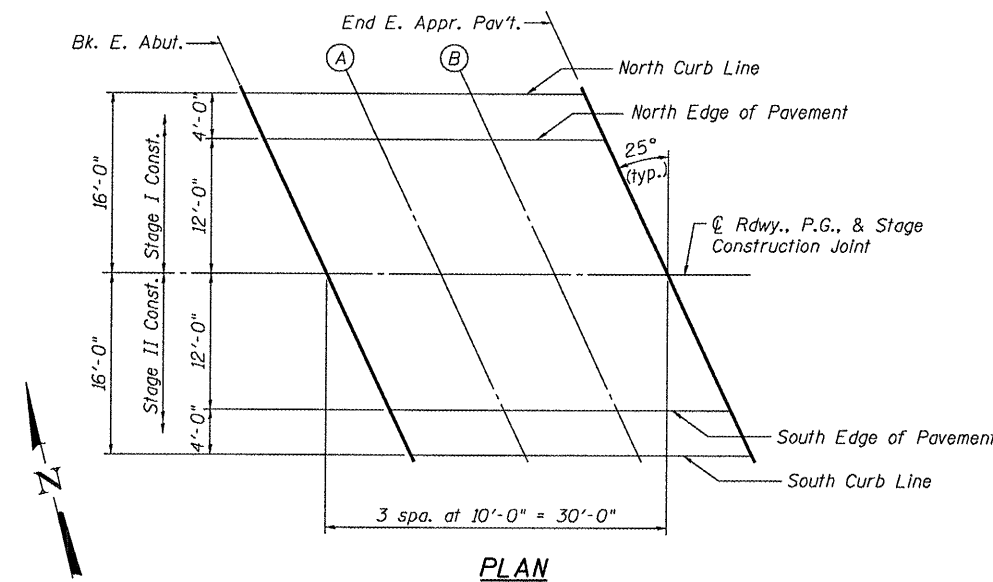 End E. Appr. Pav't.
Bk. E. Abut.
A
B
North Curb Line
North Edge of Pavement
25°
(typ.)
16'-0"
Stage I Const.
4'-0"
12'-0"
℄ Rdwy., P.G., & Stage
Construction Joint
16'-0"
Stage II Const.
12'-0"
4'-0"
South Edge of Pavement
South Curb Line
N
3 spa. at 10'-0" = 30'-0"
PLAN